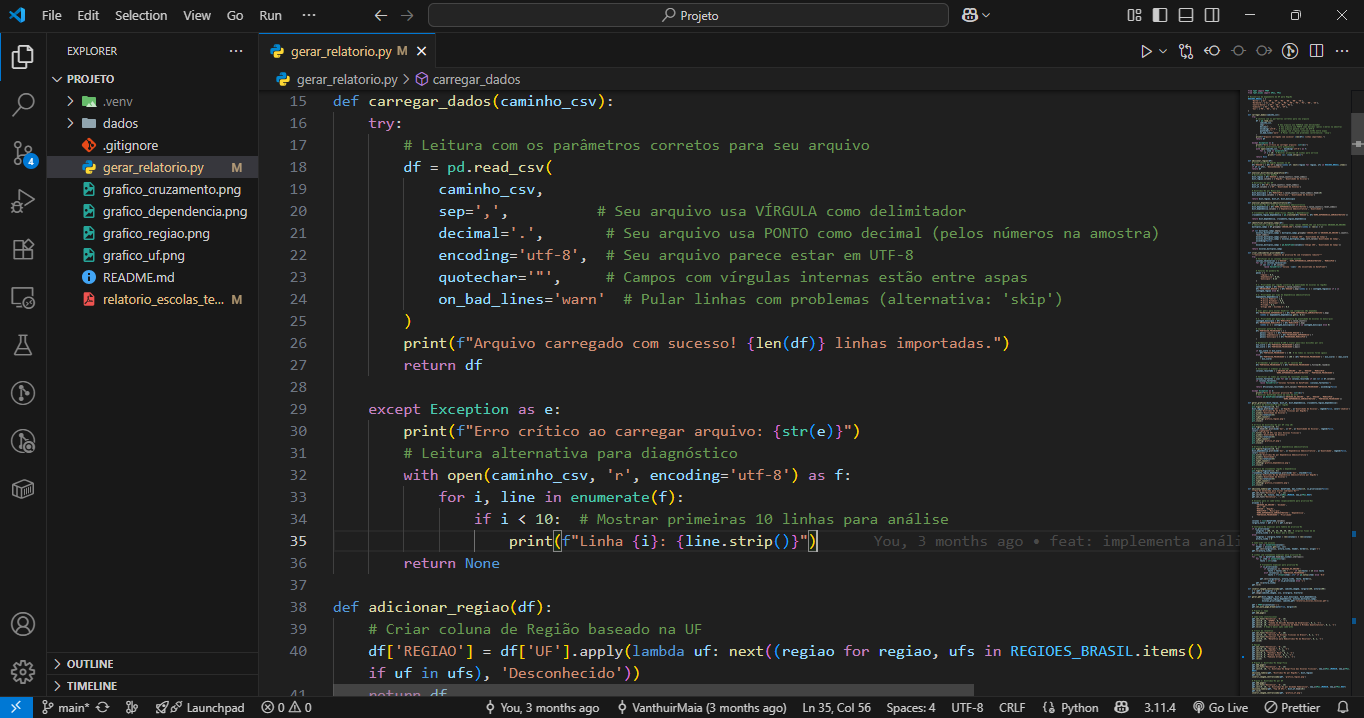 File Edit Selection View Go Run ··· Projeto
EXPLORER ···
gerar_relatorio.py M
PROJETO
.venv
dados
.gitignore
gerar_relatorio.py M
grafico_cruzamento.png
grafico_dependencia.png
grafico_regiao.png
grafico_uf.png
README.md
relatorio_escolas_te... M
OUTLINE
TIMELINE
4
gerar_relatorio.py > carregar_dados
15 def carregar_dados(caminho_csv):
16 try:
17 # Leitura com os parâmetros corretos para seu arquivo
18 df = pd.read_csv(
19 caminho_csv,
20 sep=',', # Seu arquivo usa VÍRGULA como delimitador
21 decimal='.', # Seu arquivo usa PONTO como decimal (pelos números na amostra)
22 encoding='utf-8', # Seu arquivo parece estar em UTF-8
23 quotechar='"', # Campos com vírgulas internas estão entre aspas
24 on_bad_lines='warn' # Pular linhas com problemas (alternativa: 'skip')
25 )
26 print(f"Arquivo carregado com sucesso! {len(df)} linhas importadas.")
27 return df
28
29 except Exception as e:
30 print(f"Erro crítico ao carregar arquivo: {str(e)}")
31 # Leitura alternativa para diagnóstico
32 with open(caminho_csv, 'r', encoding='utf-8') as f:
33 for i, line in enumerate(f):
34 if i < 10: # Mostrar primeiras 10 linhas para análise
35 print(f"Linha {i}: {line.strip()}") You, 3 months ago • feat: implementa análi
36 return None
37
38 def adicionar_regiao(df):
39 # Criar coluna de Região baseado na UF
40 df['REGIAO'] = df['UF'].apply(lambda uf: next((regiao for regiao, ufs in REGIOES_BRASIL.items()
if uf in ufs), 'Desconhecido'))
41 return df
main* Launchpad 0 0 You, 3 months ago VanthuirMaia (3 months ago) Ln 35, Col 56 Spaces: 4 UTF-8 CRLF {} Python 3.11.4 Go Live Prettier